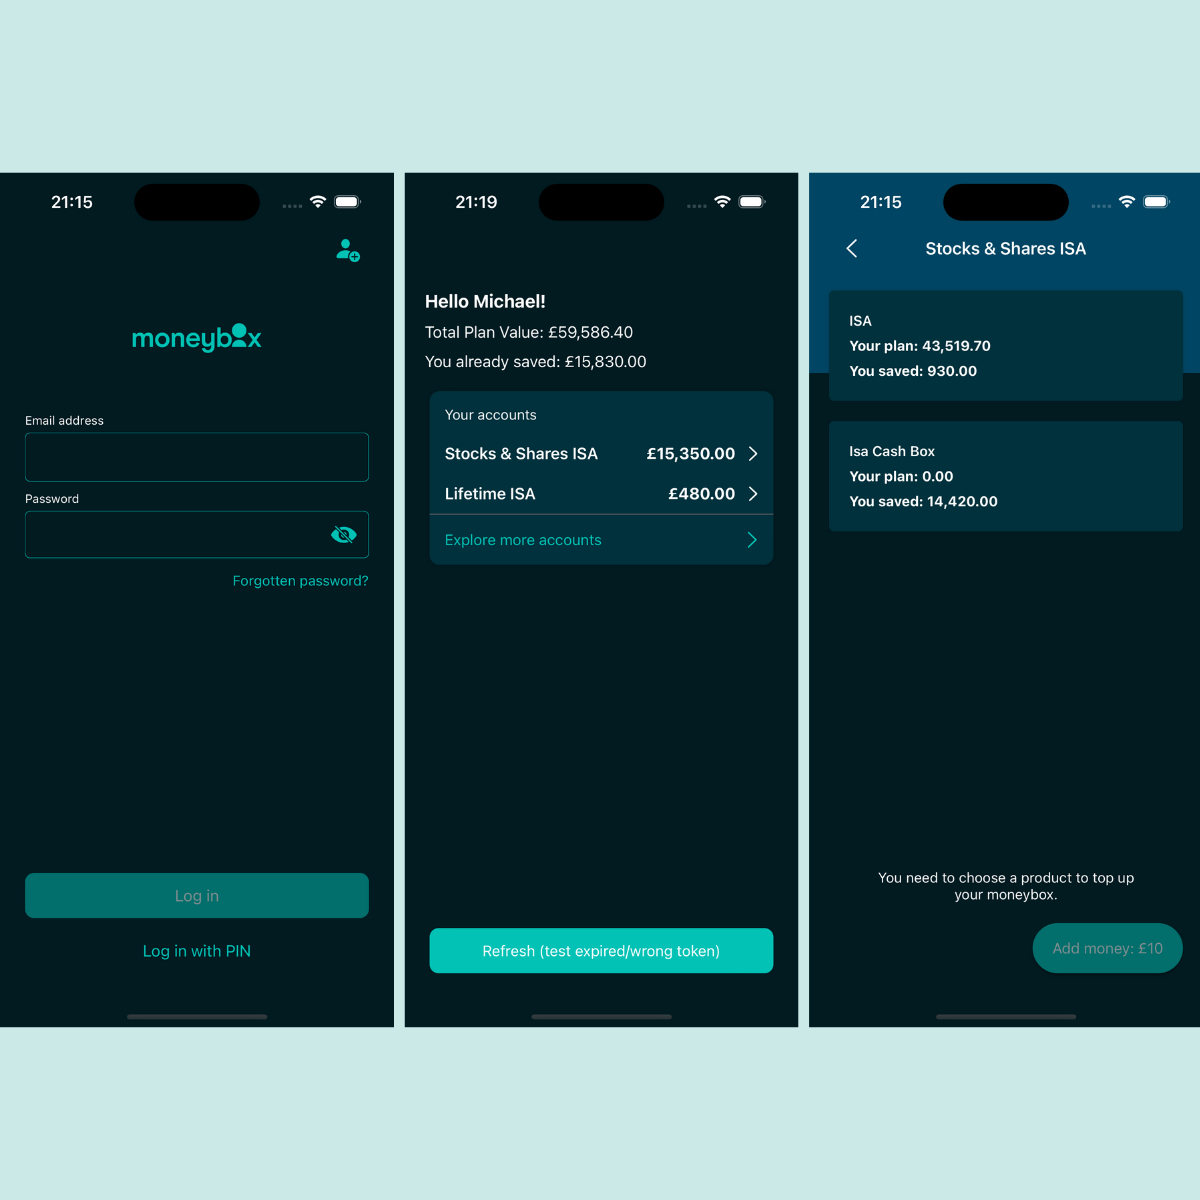 21:15
moneybox
Email address
Password
Forgotten password?
Log in
Log in with PIN
21:19
Hello Michael!
Total Plan Value: £59,586.40
You already saved: £15,830.00
Your accounts
Stocks & Shares ISA £15,350.00
Lifetime ISA £480.00
Explore more accounts
Refresh (test expired/wrong token)
21:15
Stocks & Shares ISA
ISA
Your plan: 43,519.70
You saved: 930.00
Isa Cash Box
Your plan: 0.00
You saved: 14,420.00
You need to choose a product to top up
your moneybox.
Add money: £10